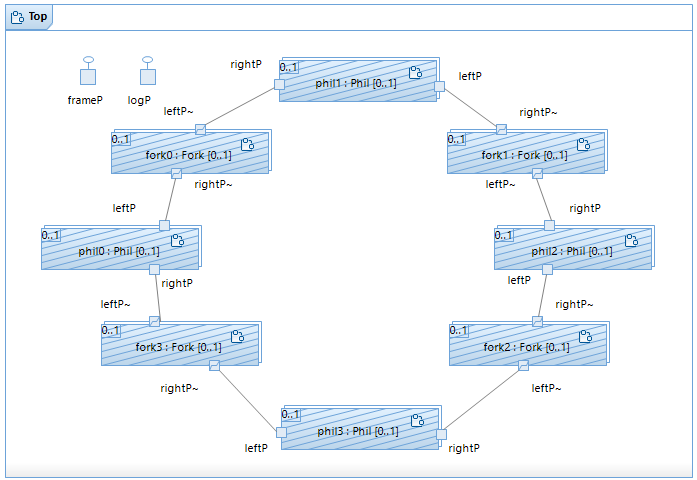 Top
rightP
0..1
phil1 : Phil [0..1]
leftP
frameP
logP
leftP~
rightP~
0..1
fork0 : Fork [0..1]
0..1
fork1 : Fork [0..1]
rightP~
leftP~
leftP
rightP
0..1
phil0 : Phil [0..1]
0..1
phil2 : Phil [0..1]
rightP
leftP
leftP~
rightP~
0..1
fork3 : Fork [0..1]
0..1
fork2 : Fork [0..1]
rightP~
leftP~
0..1
phil3 : Phil [0..1]
leftP
rightP